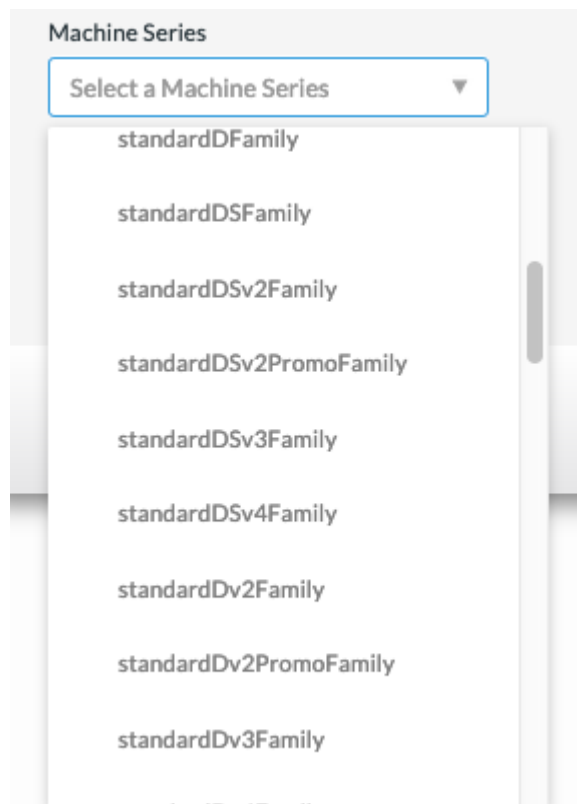 Machine Series
Select a Machine Series
standardDFamily
standardDSFamily
standardDSv2Family
standardDSv2PromoFamily
standardDSv3Family
standardDSv4Family
standardDv2Family
standardDv2PromoFamily
standardDv3Family